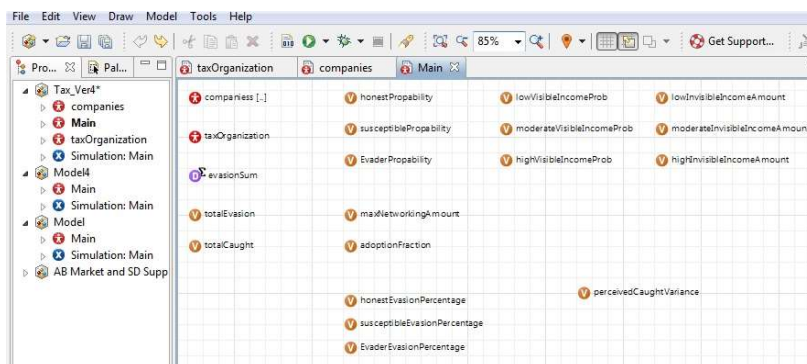 File Edit View Draw Model Tools Help
85% Get Support...
Pro... Pal... taxOrganization companies Main
Tax_Ver4*
companies
Main
taxOrganization
Simulation: Main
Model4
Main
Simulation: Main
Model
Main
Simulation: Main
AB Market and SD Supp
companiess [..] honestPropability lowVisibleIncomeProb lowInvisibleIncomeAmount
taxOrganization susceptiblePropability moderateVisibleIncomeProb moderateInvisibleIncomeAmoun
EvaderPropability highVisibleIncomeProb highInvisibleIncomeAmount
evasionSum
totalEvasion maxNetworkingAmount
totalCaught adoptionFraction
perceivedCaughtVariance
honestEvasionPercentage
susceptibleEvasionPercentage
EvaderEvasionPercentage